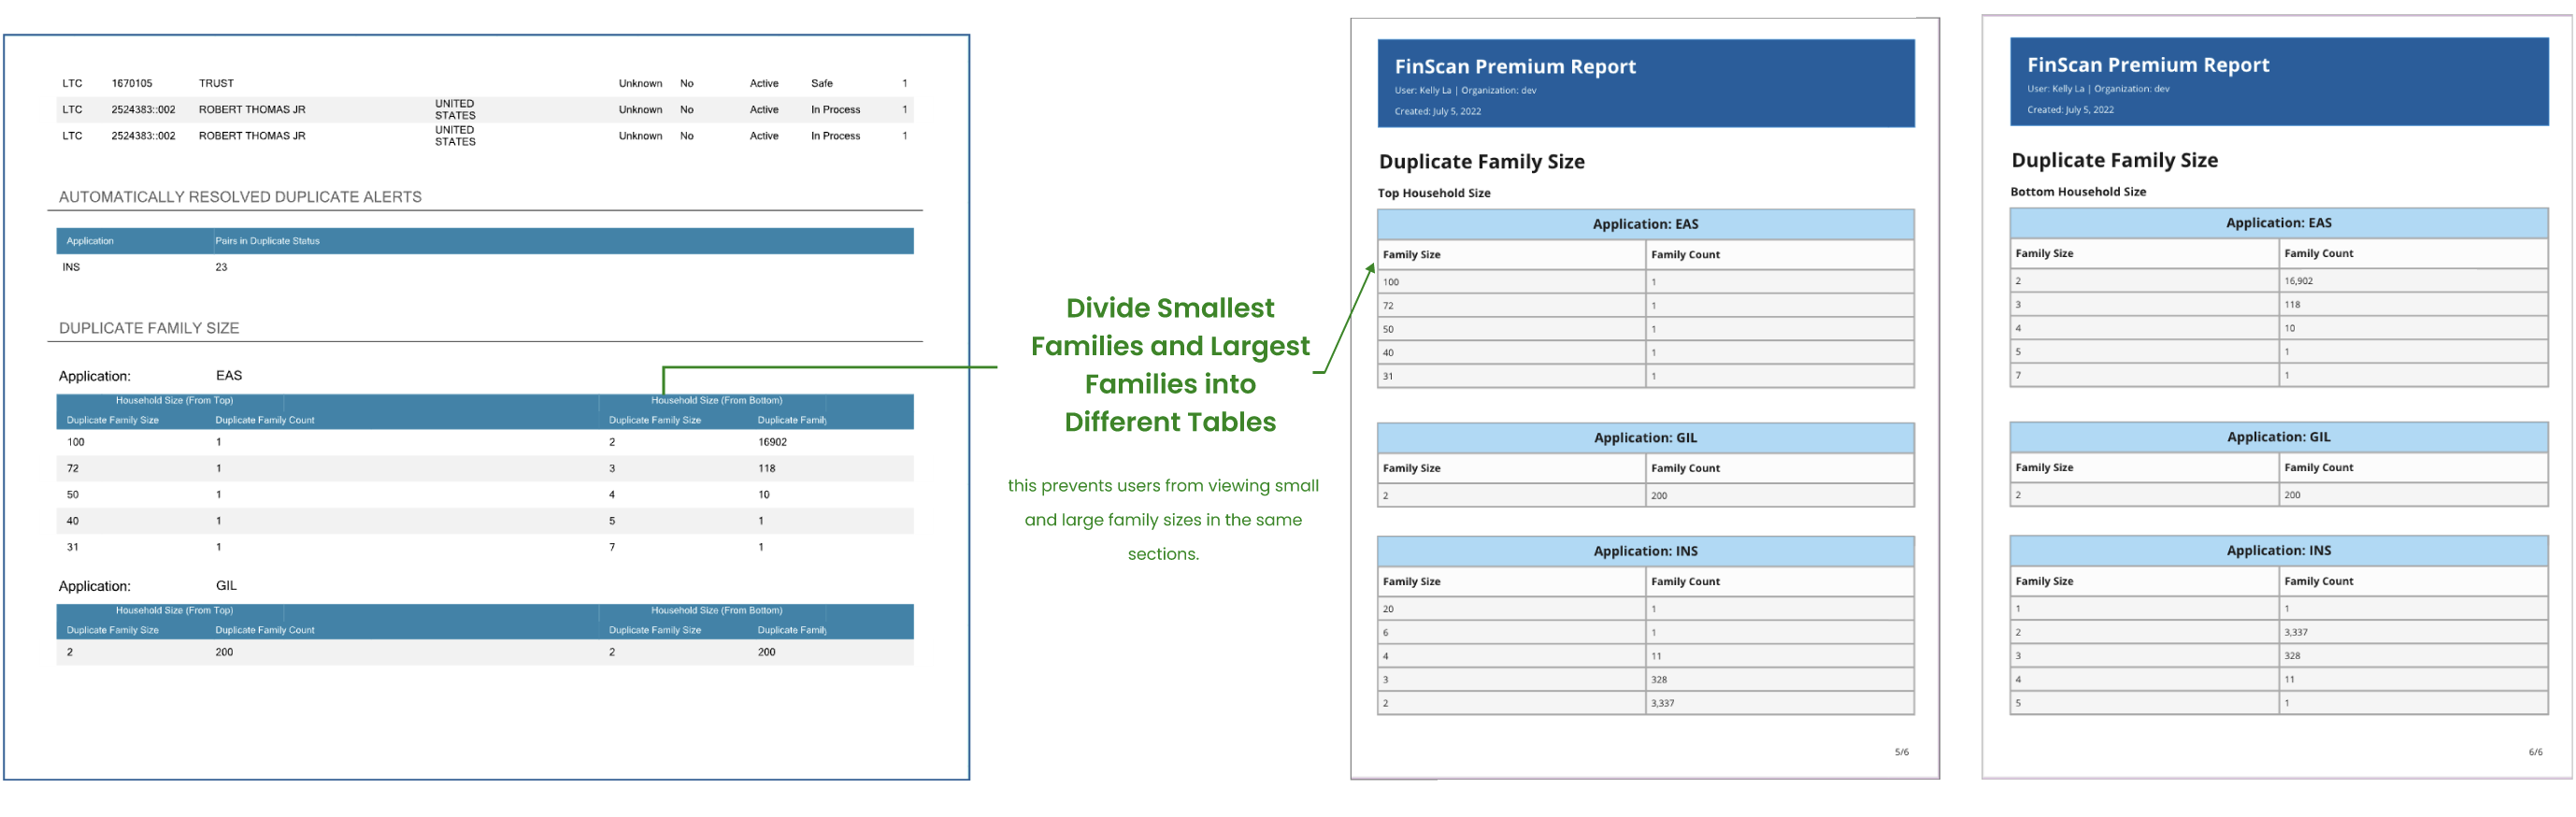 LTC 1670105 TRUST Unknown No Active Safe 1
LTC 2524383::002 ROBERT THOMAS JR UNITED STATES Unknown No Active In Process 1
LTC 2524383::002 ROBERT THOMAS JR UNITED STATES Unknown No Active In Process 1
AUTOMATICALLY RESOLVED DUPLICATE ALERTS
Application Pairs in Duplicate Status
INS 23
DUPLICATE FAMILY SIZE
Application: EAS
Household Size (From Top) Household Size (From Bottom)
Duplicate Family Size Duplicate Family Count Duplicate Family Size Duplicate Family
100 1 2 16902
72 1 3 118
50 1 4 10
40 1 5 1
31 1 7 1
Application: GIL
Household Size (From Top) Household Size (From Bottom)
Duplicate Family Size Duplicate Family Count Duplicate Family Size Duplicate Family
2 200 2 200
Divide Smallest
Families and Largest
Families into
Different Tables
this prevents users from viewing small
and large family sizes in the same
sections.
FinScan Premium Report
User: Kelly La | Organization: dev
Created: July 5, 2022
Duplicate Family Size
Top Household Size
Application: EAS
Family Size Family Count
100 1
72 1
50 1
40 1
31 1
Application: GIL
Family Size Family Count
2 200
Application: INS
Family Size Family Count
20 1
6 1
4 11
3 328
2 3,337
5/6
FinScan Premium Report
User: Kelly La | Organization: dev
Created: July 5, 2022
Duplicate Family Size
Bottom Household Size
Application: EAS
Family Size Family Count
2 16,902
3 118
4 10
5 1
7 1
Application: GIL
Family Size Family Count
2 200
Application: INS
Family Size Family Count
1 1
2 3,337
3 328
4 11
5 1
6/6